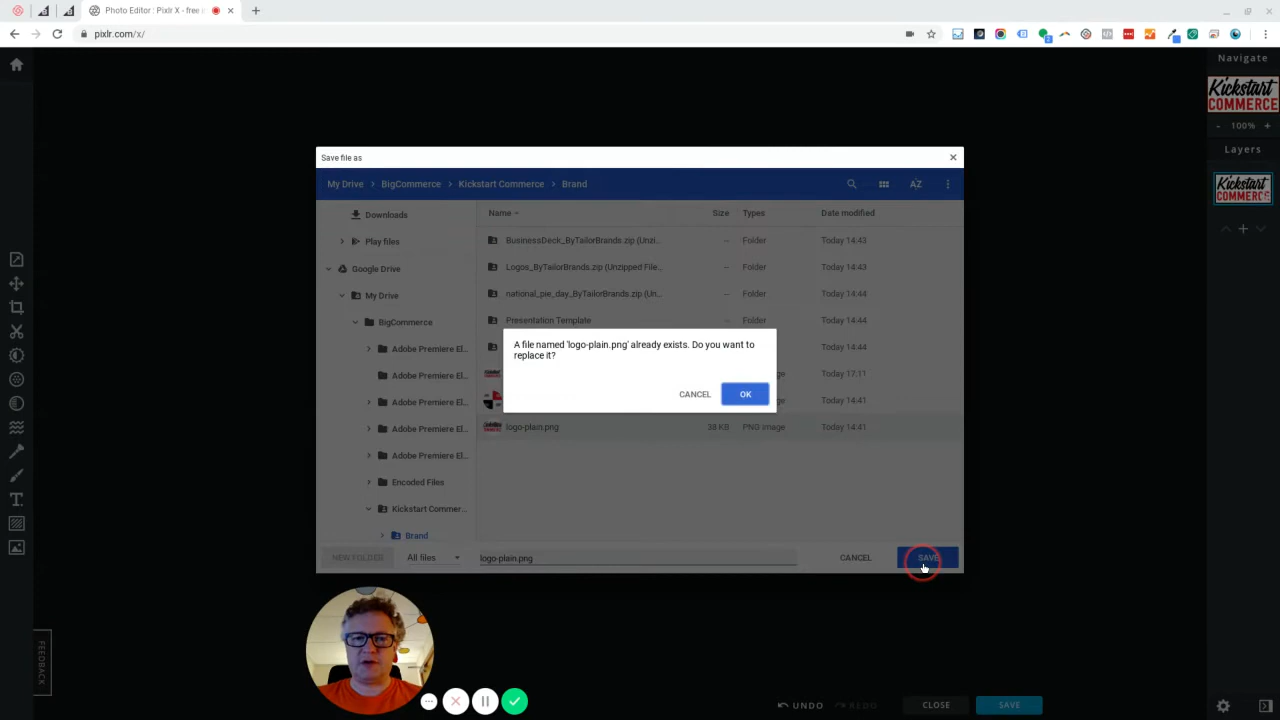 Photo Editor : Pixlr X - free i
pixlr.com/x/
Navigate
Kickstart
COMMERCE
- 100% +
Layers
Kickstart
COMMERCE
Save file as
My Drive > BigCommerce > Kickstart Commerce > Brand
AZ
Downloads
Play files
Google Drive
My Drive
BigCommerce
Adobe Premiere El...
Adobe Premiere El...
Adobe Premiere El...
Adobe Premiere El...
Adobe Premiere El...
Encoded Files
Kickstart Commer...
Brand
Name Size Types Date modified
BusinessDeck_ByTailorBrands.zip (Unzi... -- Folder Today 14:43
Logos_ByTailorBrands.zip (Unzipped File... -- Folder Today 14:43
national_pie_day_ByTailorBrands.zip (Un... -- Folder Today 14:44
Presentation Template -- Folder Today 14:44
Today 14:44
Today 17:11
Today 14:41
logo-plain.png 38 KB PNG image Today 14:41
A file named 'logo-plain.png' already exists. Do you want to
replace it?
CANCEL OK
NEW FOLDER All files logo-plain.png CANCEL SAVE
FEEDBACK
UNDO REDO CLOSE SAVE